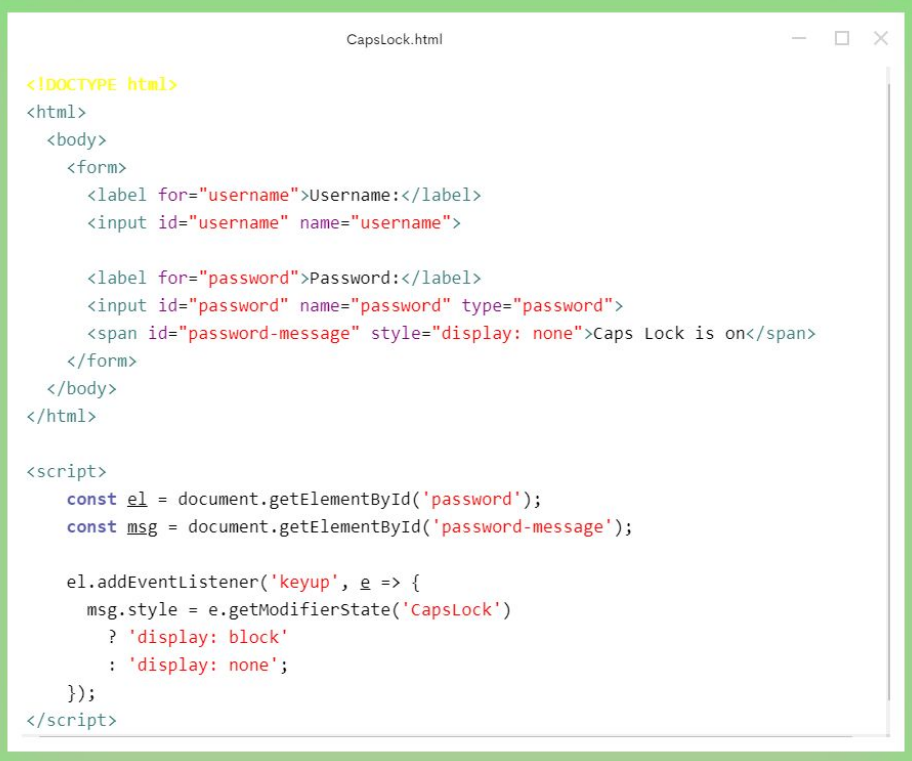 CapsLock.html
<!DOCTYPE html>
<html>
  <body>
    <form>
      <label for="username">Username:</label>
      <input id="username" name="username">

      <label for="password">Password:</label>
      <input id="password" name="password" type="password">
      <span id="password-message" style="display: none">Caps Lock is on</span>
    </form>
  </body>
</html>

<script>
    const el = document.getElementById('password');
    const msg = document.getElementById('password-message');

    el.addEventListener('keyup', e => {
      msg.style = e.getModifierState('CapsLock')
        ? 'display: block'
        : 'display: none';
    });
</script>